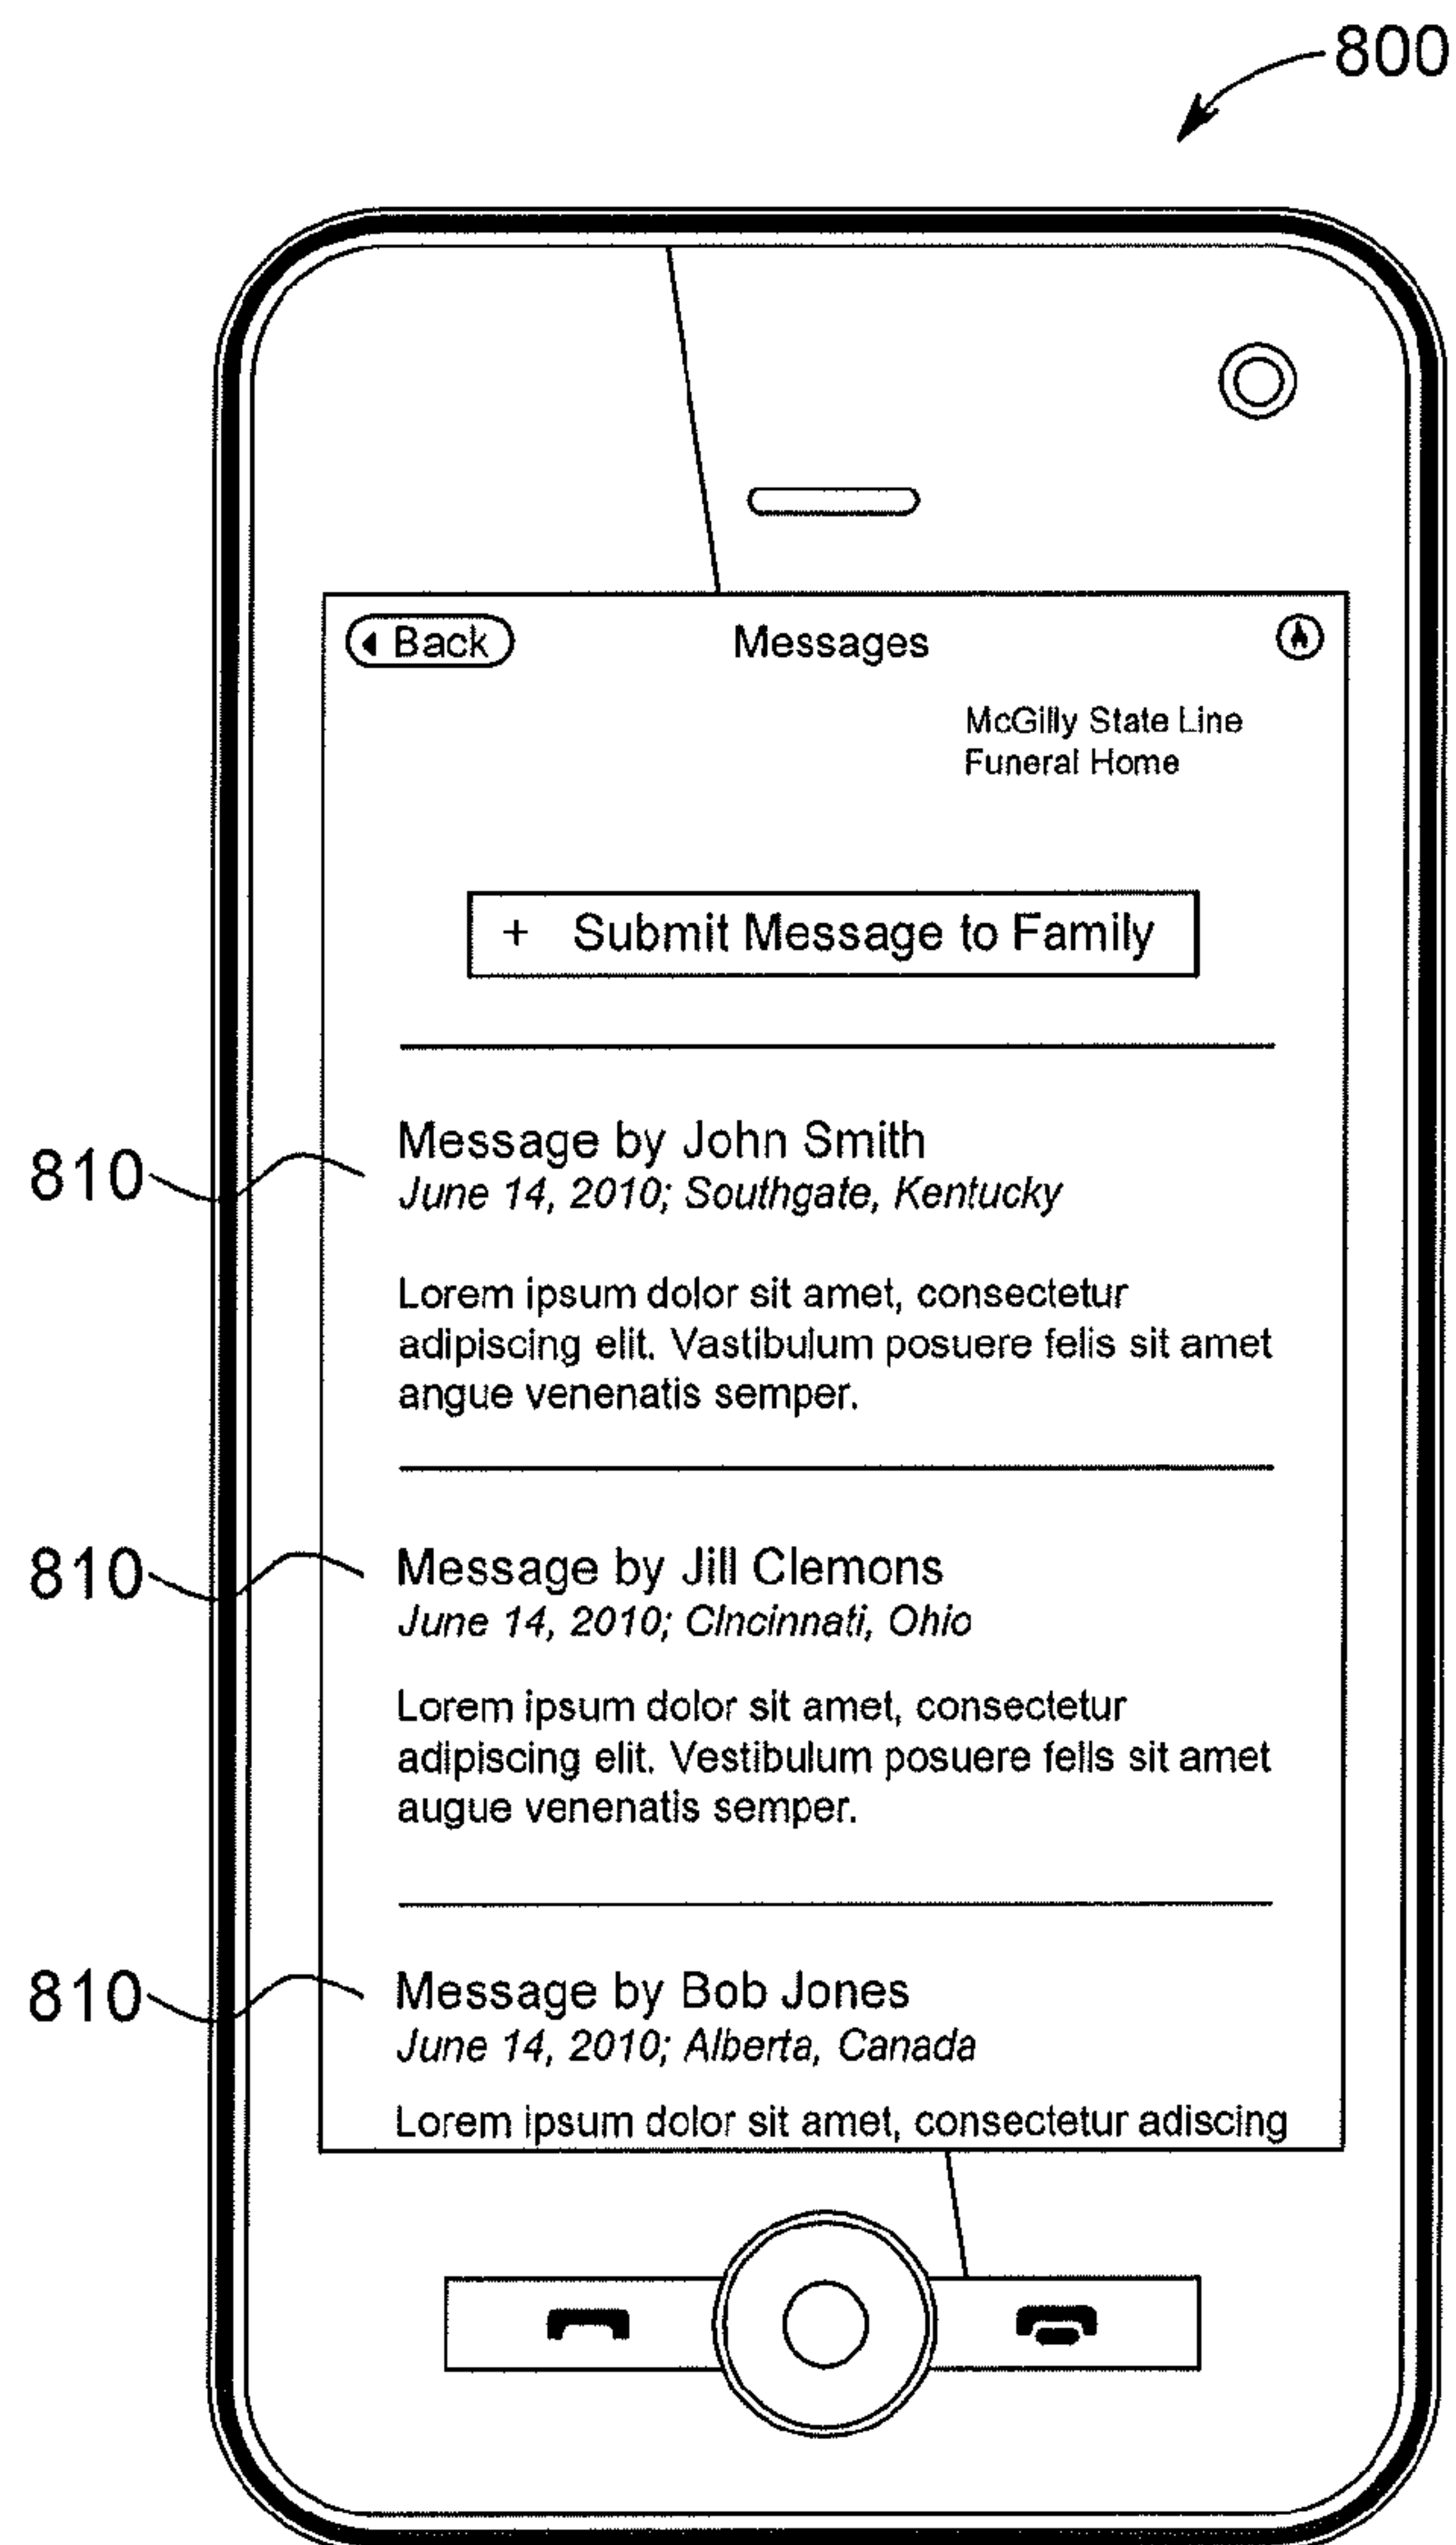 800
Back Messages
McGilly State Line
Funeral Home
+ Submit Message to Family
810
Message by John Smith
June 14, 2010; Southgate, Kentucky
Lorem ipsum dolor sit amet, consectetur
adipiscing elit. Vastibulum posuere felis sit amet
angue venenatis semper.
810
Message by Jill Clemons
June 14, 2010; Cincinnati, Ohio
Lorem ipsum dolor sit amet, consectetur
adipiscing elit. Vestibulum posuere felis sit amet
augue venenatis semper.
810
Message by Bob Jones
June 14, 2010; Alberta, Canada
Lorem ipsum dolor sit amet, consectetur adiscing